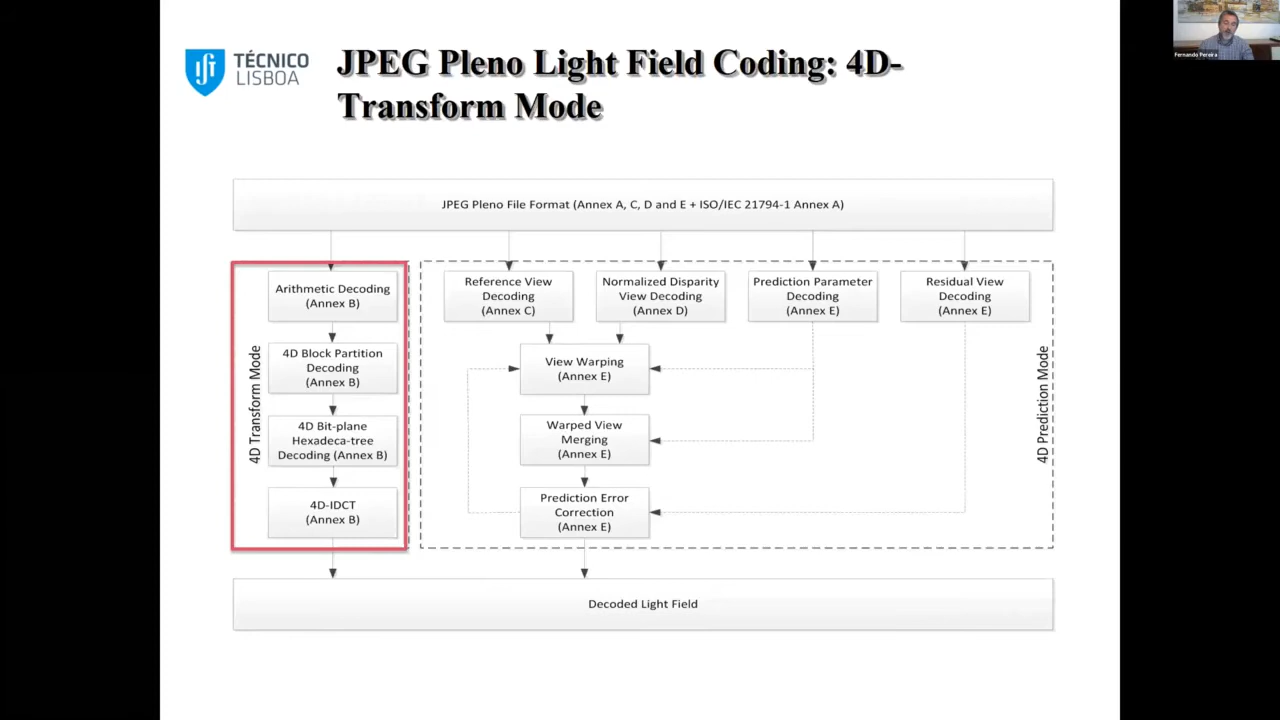 TÉCNICO
LISBOA
JPEG Pleno Light Field Coding: 4D-
Transform Mode
Fernando Pereira
JPEG Pleno File Format (Annex A, C, D and E + ISO/IEC 21794-1 Annex A)
4D Transform Mode
Arithmetic Decoding
(Annex B)
4D Block Partition
Decoding
(Annex B)
4D Bit-plane
Hexadeca-tree
Decoding (Annex B)
4D-IDCT
(Annex B)
Reference View
Decoding
(Annex C)
Normalized Disparity
View Decoding
(Annex D)
Prediction Parameter
Decoding
(Annex E)
Residual View
Decoding
(Annex E)
View Warping
(Annex E)
Warped View
Merging
(Annex E)
Prediction Error
Correction
(Annex E)
4D Prediction Mode
Decoded Light Field